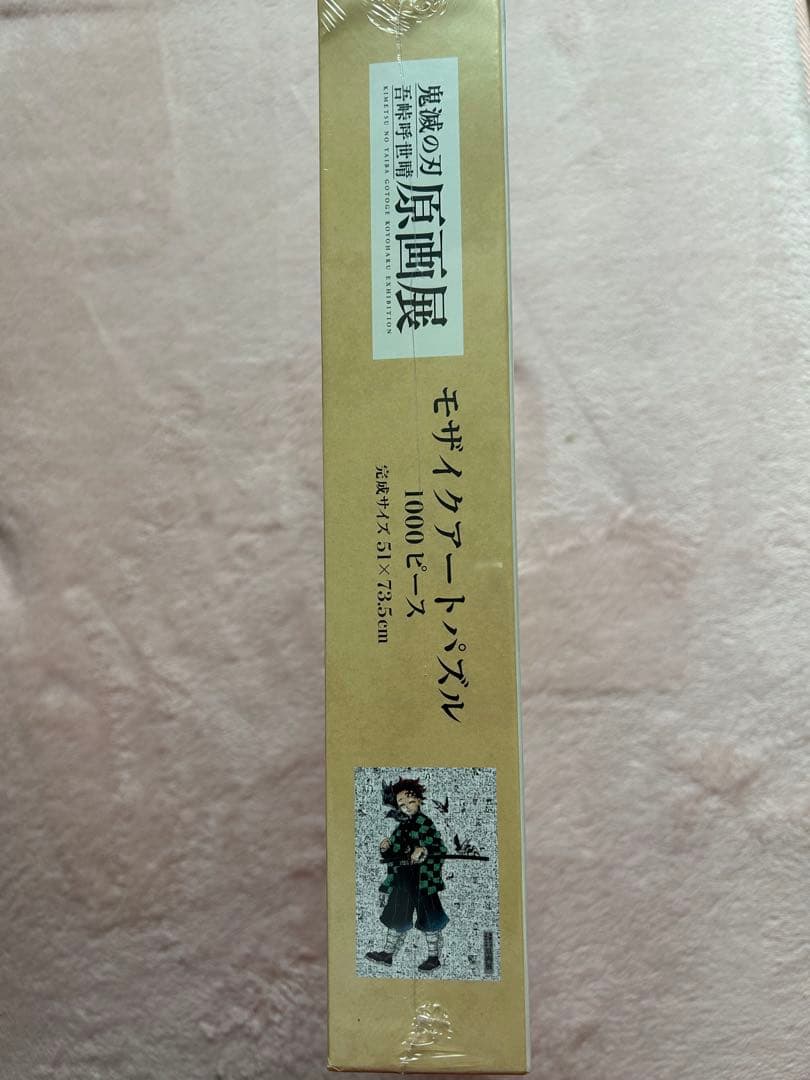 鬼滅の刃
吾峠呼世晴
原画展
KIMETSU NO YAIBA GOTOGE KOYOHARU EXHIBITION
モザイクアートパズル
1000ピース
完成サイズ 51×73.5cm